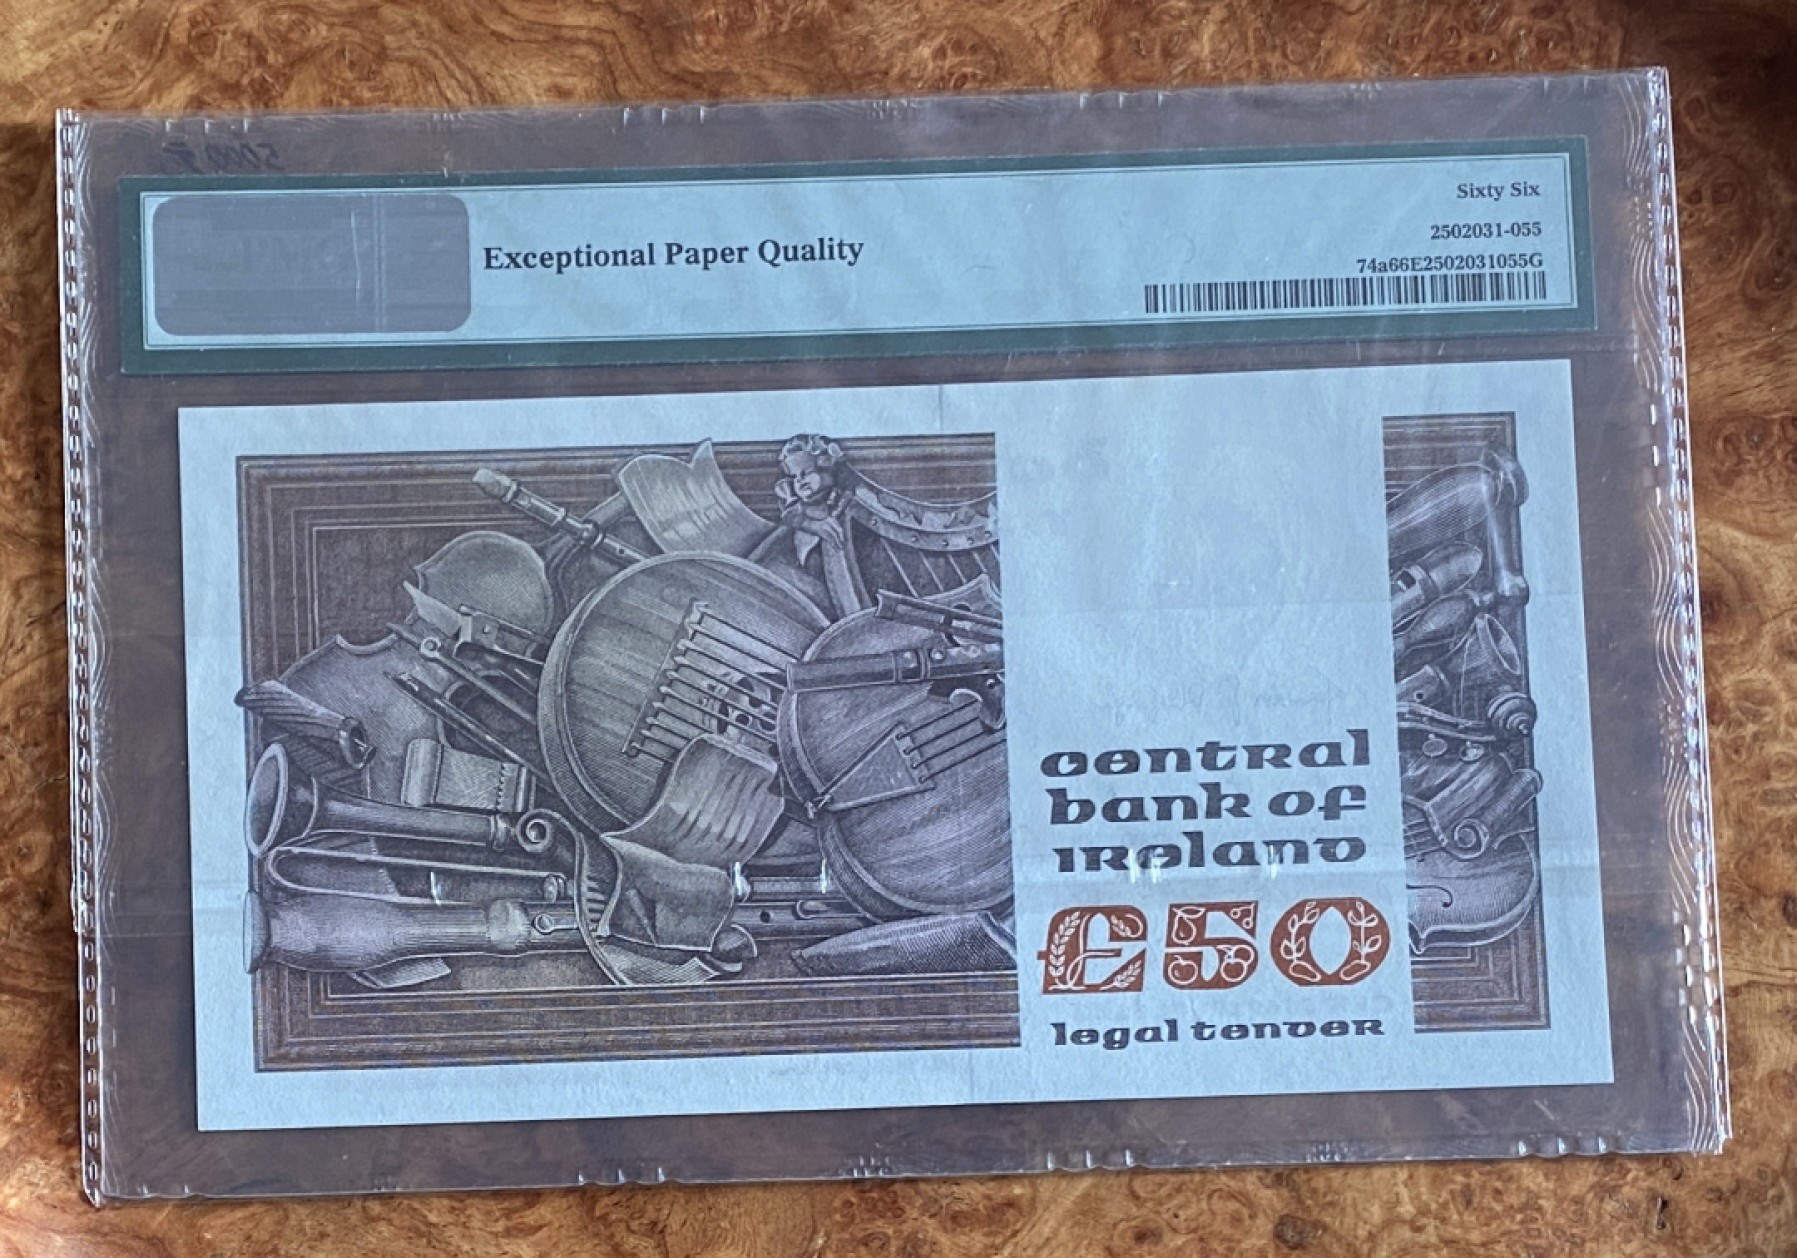 Sixty Six
2502031-055
Exceptional Paper Quality
74a66E2502031055G
central
bank of
ireland
£50
legal tender